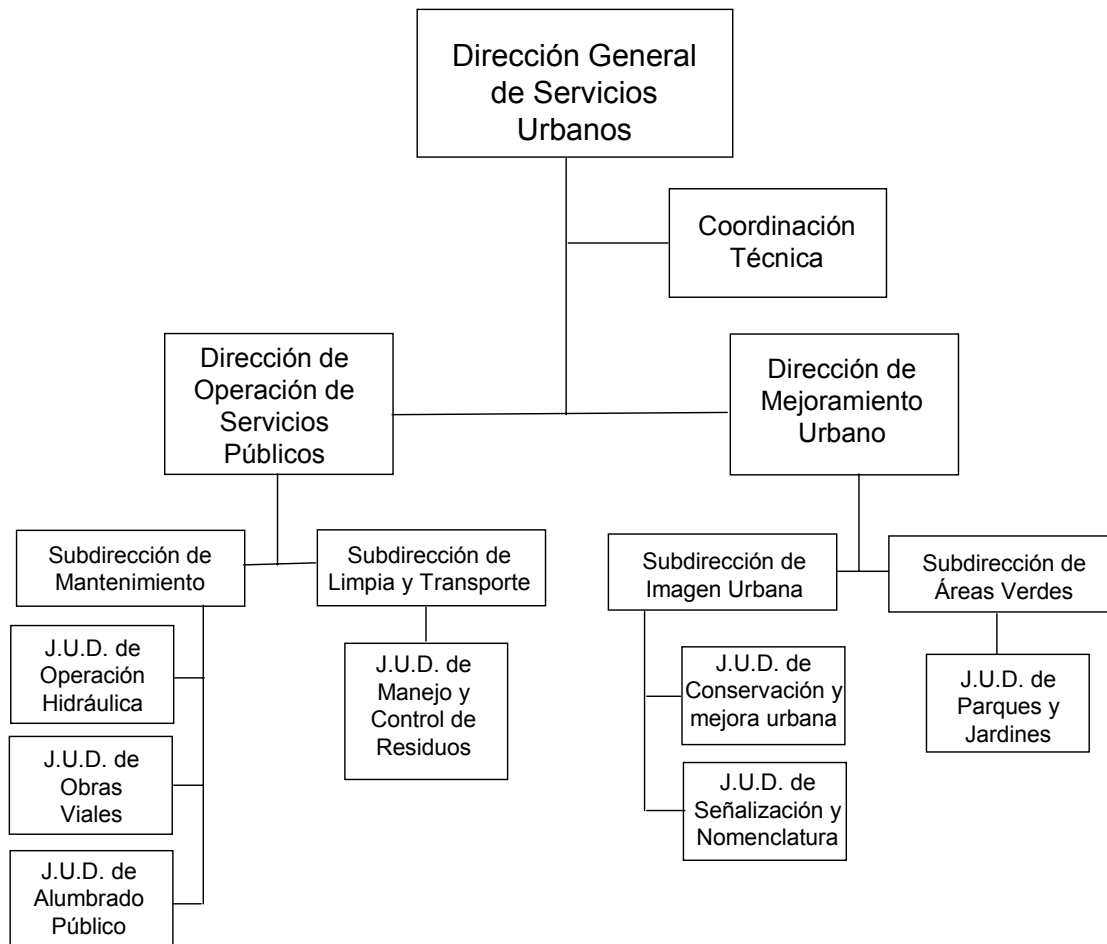 Dirección General
de Servicios
Urbanos
Coordinación
Técnica
Dirección de
Operación de
Servicios
Públicos
Dirección de
Mejoramiento
Urbano
Subdirección de
Mantenimiento
Subdirección de
Limpia y Transporte
Subdirección de
Imagen Urbana
Subdirección de
Áreas Verdes
J.U.D. de
Operación
Hidráulica
J.U.D. de
Obras
Viales
J.U.D. de
Alumbrado
Público
J.U.D. de
Manejo y
Control de
Residuos
J.U.D. de
Conservación y
mejora urbana
J.U.D. de
Señalización y
Nomenclatura
J.U.D. de
Parques y
Jardines